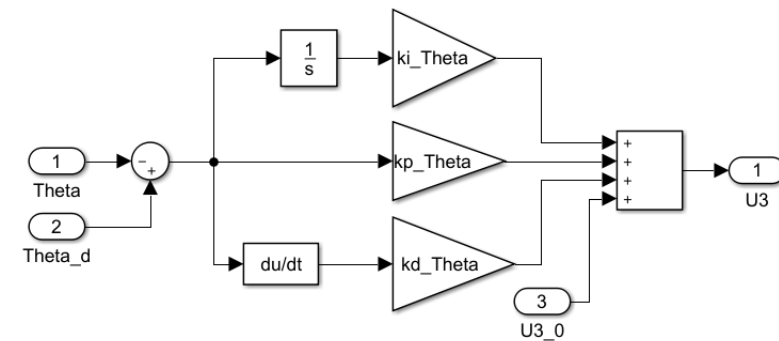 1
s
ki_Theta
1
Theta
-
+
kp_Theta
+
+
+
+
1
U3
2
Theta_d
du/dt
kd_Theta
3
U3_0